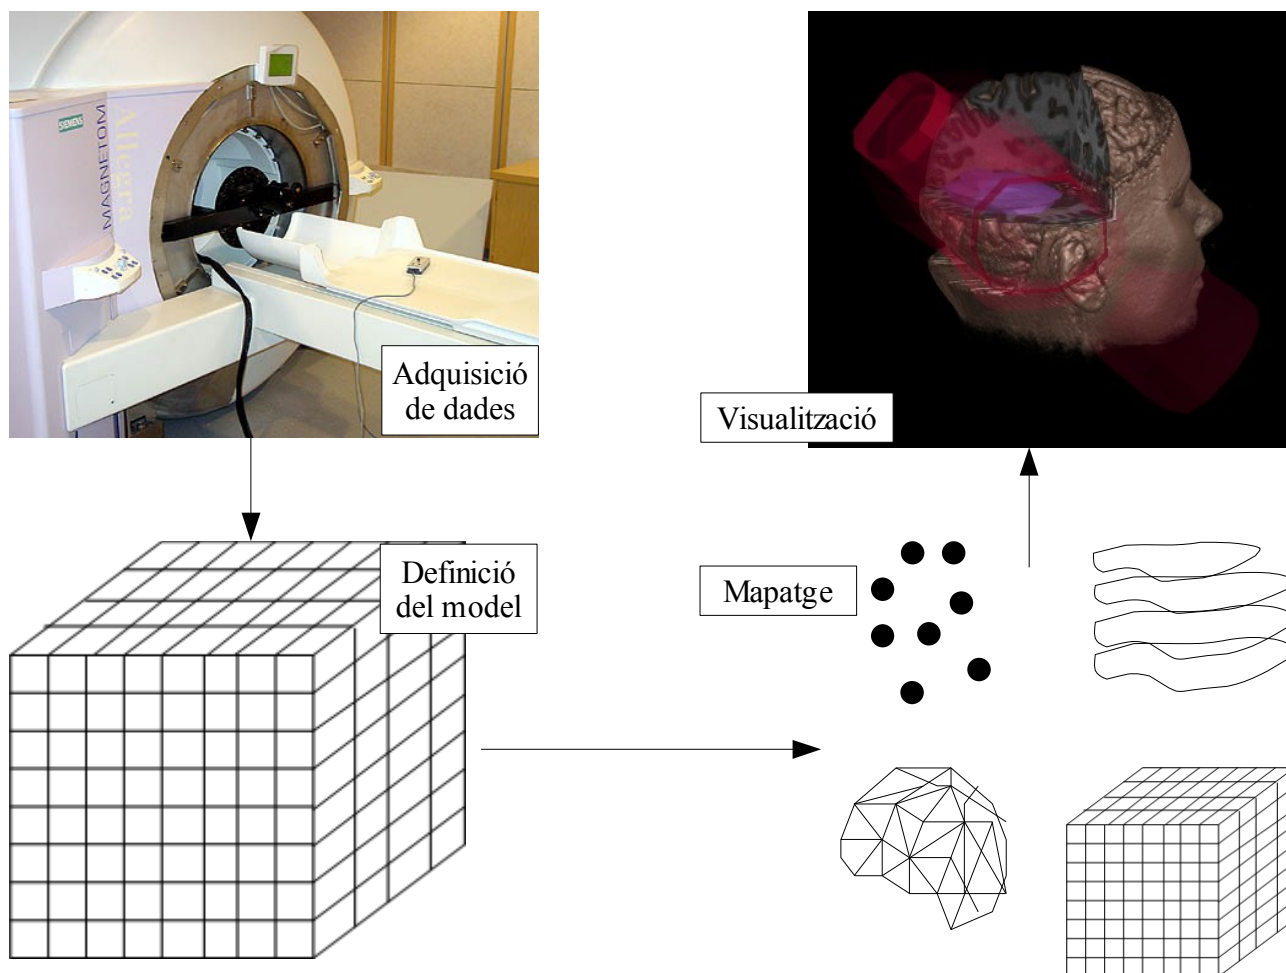 SIEMENS
MAGNETOM
Allegra
Adquisició
de dades
Visualització
Definició
del model
Mapatge